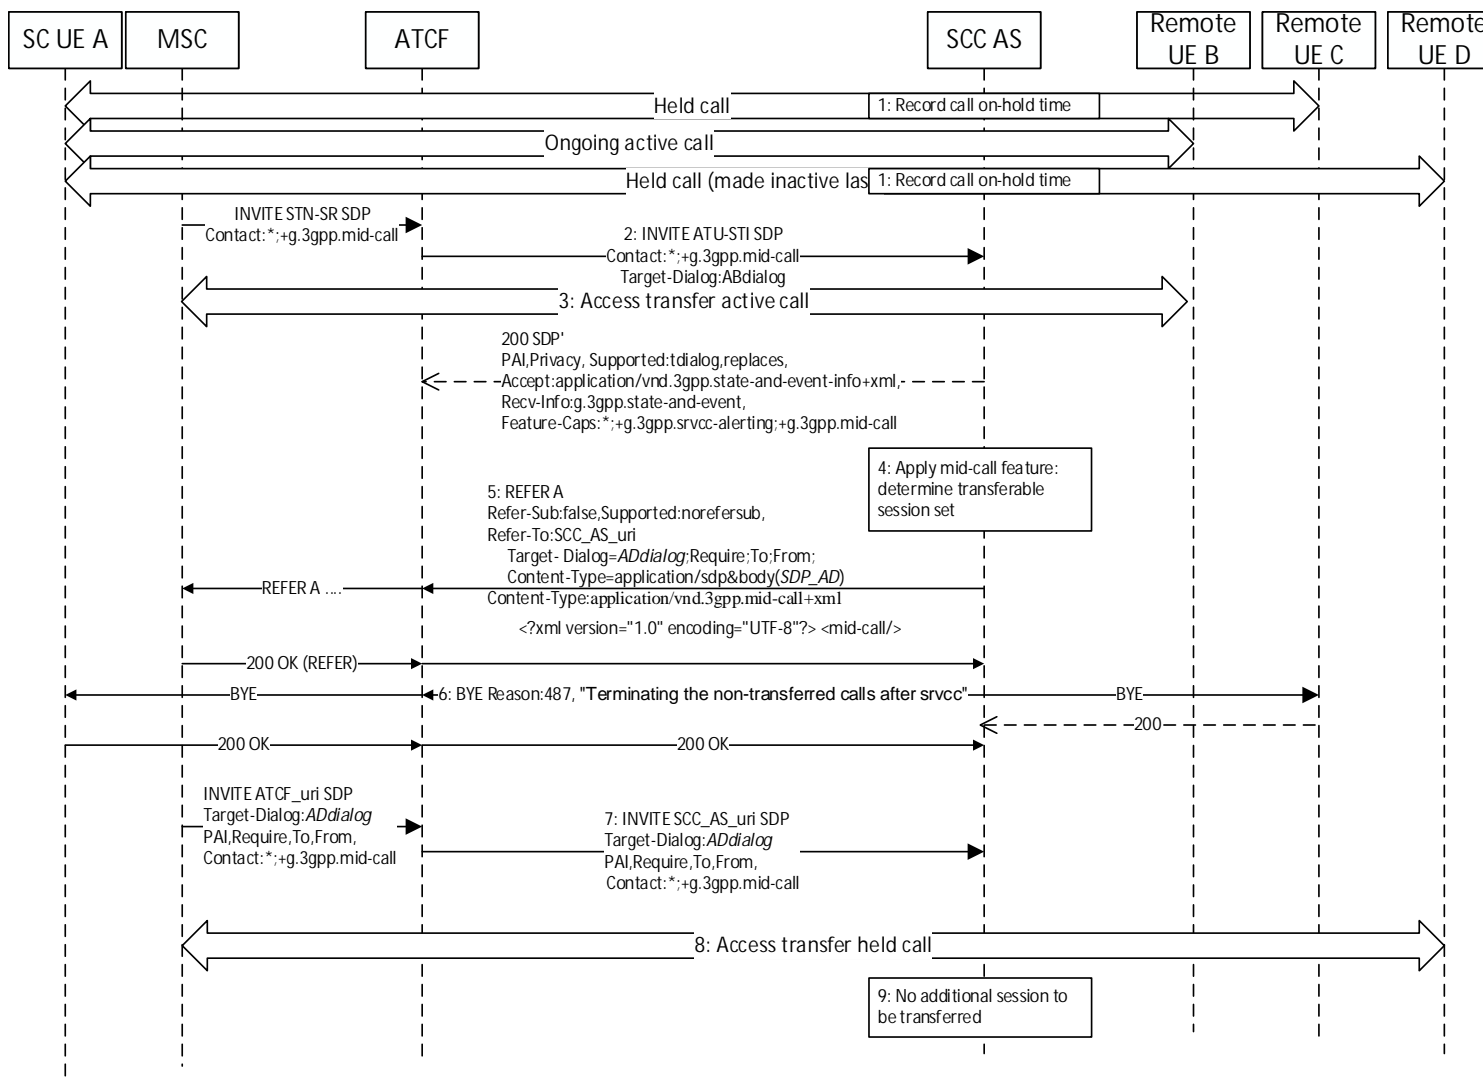 SC UE A
MSC
ATCF
SCC AS
Remote
UE B
Remote
UE C
Remote
UE D
Held call
1: Record call on-hold time
Ongoing active call
Held call (made inactive las
1: Record call on-hold time
INVITE STN-SR SDP
Contact:*;+g.3gpp.mid-call
2: INVITE ATU-STI SDP
Contact:*;+g.3gpp.mid-call
Target-Dialog:ABdialog
3: Access transfer active call
200 SDP'
PAI,Privacy, Supported:tdialog,replaces,
Accept:application/vnd.3gpp.state-and-event-info+xml,
Recv-Info:g.3gpp.state-and-event,
Feature-Caps:*;+g.3gpp.srvcc-alerting;+g.3gpp.mid-call
4: Apply mid-call feature:
determine transferable
session set
5: REFER A
Refer-Sub:false,Supported:norefersub,
Refer-To:SCC_AS_uri
Target- Dialog=ADdialog;Require;To;From;
Content-Type=application/sdp&body(SDP_AD)
REFER A ....
Content-Type:application/vnd.3gpp.mid-call+xml
<?xml version="1.0" encoding="UTF-8"?> <mid-call/>
200 OK (REFER)
BYE
6: BYE Reason:487, "Terminating the non-transferred calls after srvcc"
BYE
200
200 OK
200 OK
INVITE ATCF_uri SDP
Target-Dialog:ADdialog
PAI,Require,To,From,
Contact:*;+g.3gpp.mid-call
7: INVITE SCC_AS_uri SDP
Target-Dialog:ADdialog
PAI,Require,To,From,
Contact:*;+g.3gpp.mid-call
8: Access transfer held call
9: No additional session to
be transferred